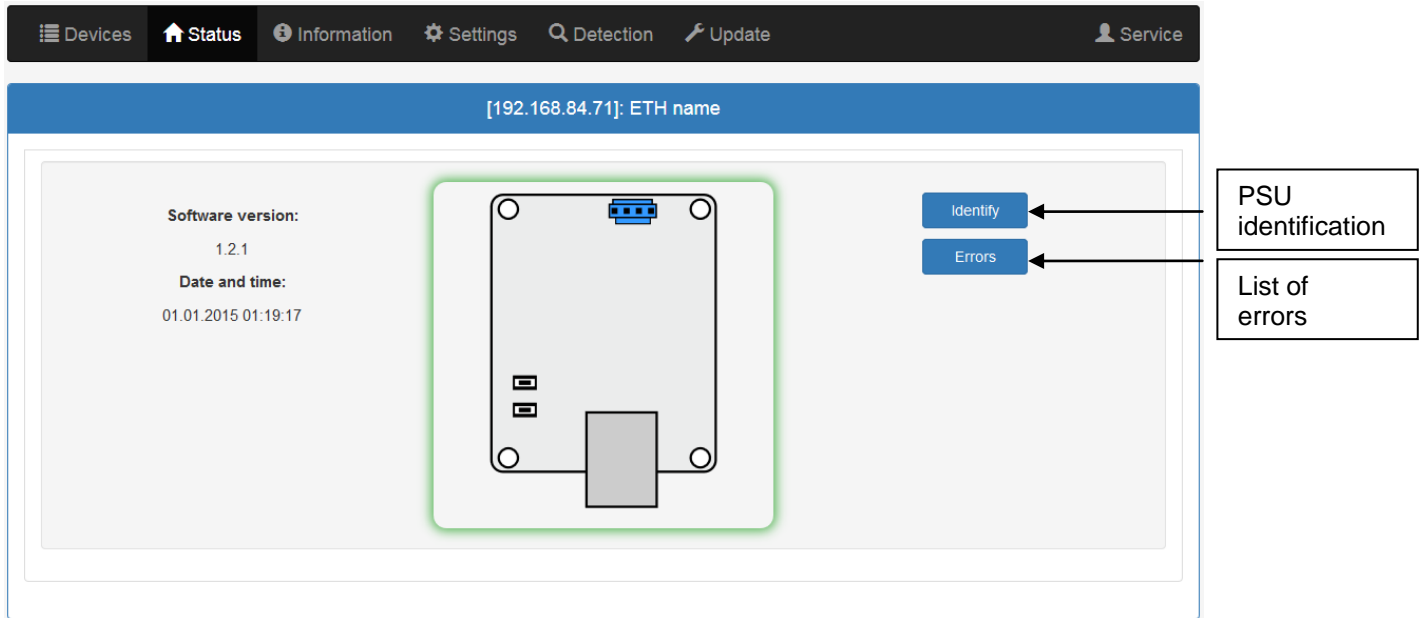 Devices Status Information Settings Detection Update Service
[192.168.84.71]: ETH name
Software version:
1.2.1
Date and time:
01.01.2015 01:19:17
Identify
Errors
PSU
identification
List of
errors